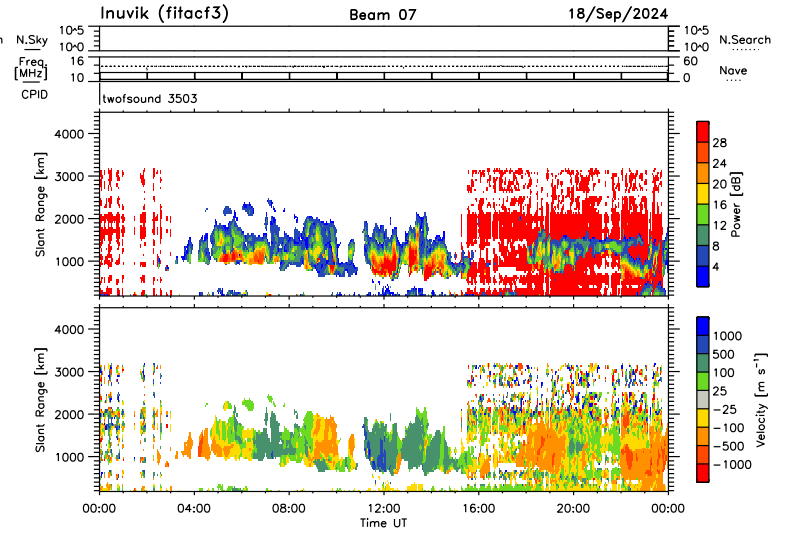 Inuvik (fitacf3) Beam 07 18/Sep/2024
h N.Sky 10^5 10^0 10^5 10^0 N.Search
Freq. [MHz] 16 10 60 0 Nave
CPID twofsound 3503
Slant Range [km] 4000 3000 2000 1000
28 24 20 16 12 8 4 Power [dB]
Slant Range [km] 4000 3000 2000 1000
1000 500 100 25 −25 −100 −500 −1000 Velocity [m s⁻¹]
00:00 04:00 08:00 12:00 16:00 20:00 00:00
Time UT